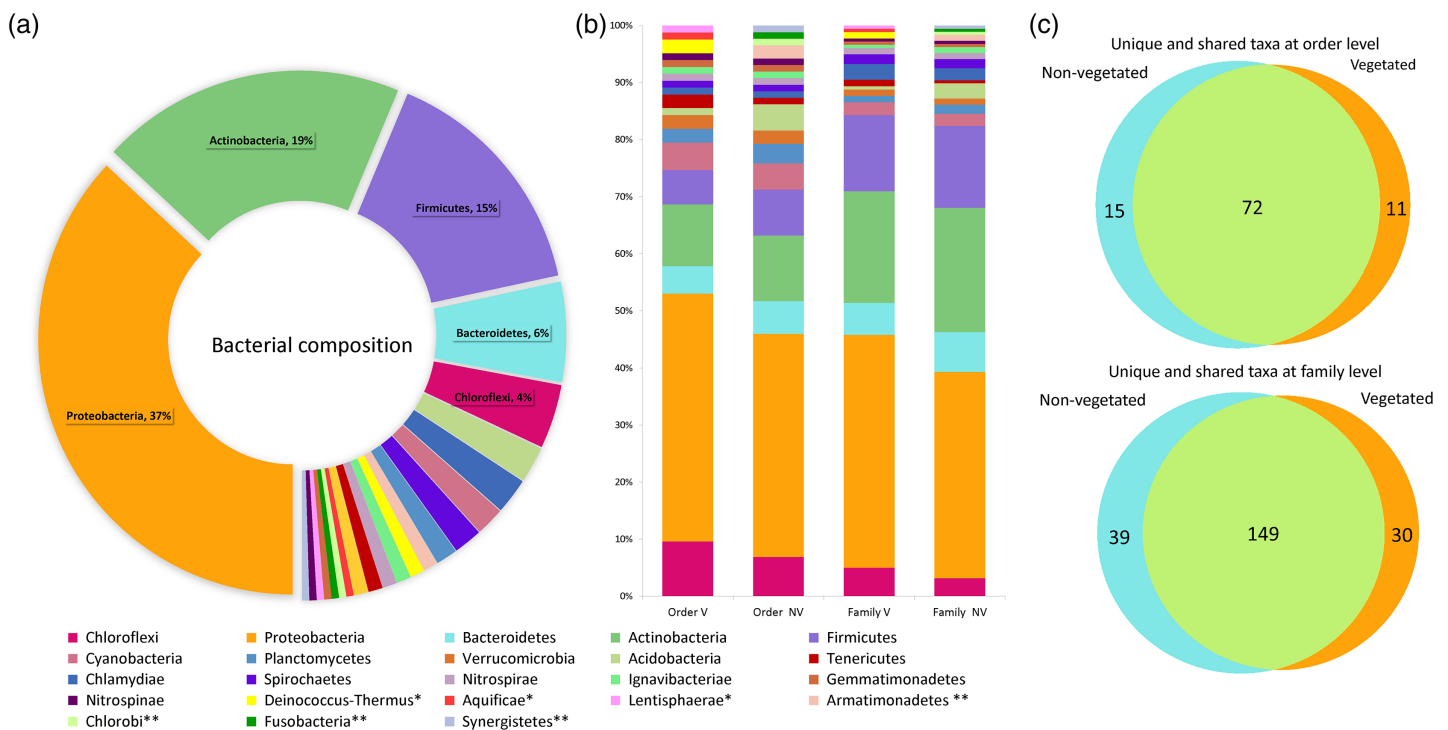 (a)
Actinobacteria, 19%
Firmicutes, 15%
Bacteroidetes, 6%
Chloroflexi, 4%
Proteobacteria, 37%
Bacterial composition
(b)
100%
90%
80%
70%
60%
50%
40%
30%
20%
10%
0%
Order V
Order NV
Family V
Family NV
(c)
Unique and shared taxa at order level
Non-vegetated
Vegetated
15
72
11
Unique and shared taxa at family level
Non-vegetated
Vegetated
39
149
30
Chloroflexi Proteobacteria Bacteroidetes Actinobacteria Firmicutes
Cyanobacteria Planctomycetes Verrucomicrobia Acidobacteria Tenericutes
Chlamydiae Spirochaetes Nitrospirae Ignavibacteriae Gemmatimonadetes
Nitrospinae Deinococcus-Thermus* Aquificae* Lentisphaerae* Armatimonadetes **
Chlorobi** Fusobacteria** Synergistetes**